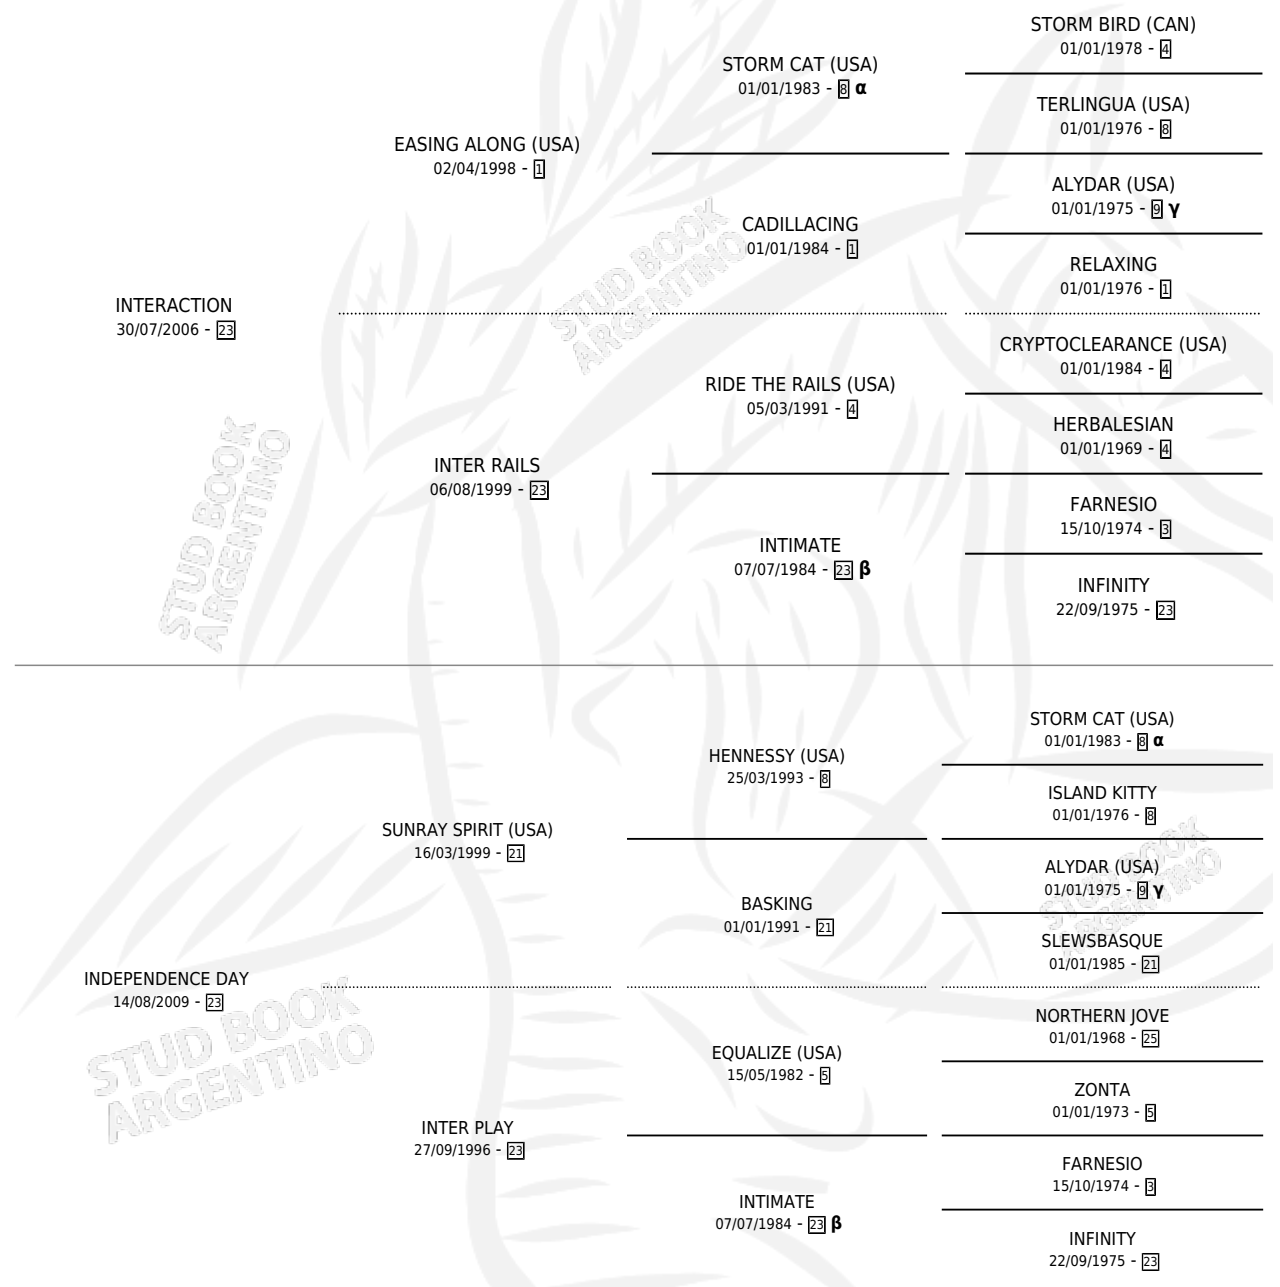 STORM BIRD (CAN)
01/01/1978 - 4
STORM CAT (USA)
01/01/1983 - 8 α
TERLINGUA (USA)
01/01/1976 - 8
EASING ALONG (USA)
02/04/1998 - 1
ALYDAR (USA)
01/01/1975 - 9 γ
CADILLACING
01/01/1984 - 1
RELAXING
01/01/1976 - 1
INTERACTION
30/07/2006 - 23
CRYPTOCLEARANCE (USA)
01/01/1984 - 4
RIDE THE RAILS (USA)
05/03/1991 - 4
HERBALESIAN
01/01/1969 - 4
INTER RAILS
06/08/1999 - 23
FARNESIO
15/10/1974 - 3
INTIMATE
07/07/1984 - 23 β
INFINITY
22/09/1975 - 23
STUD BOOK
ARGENTINO
STUD BOOK
ARGENTINO
STORM CAT (USA)
01/01/1983 - 8 α
HENNESSY (USA)
25/03/1993 - 8
ISLAND KITTY
01/01/1976 - 8
SUNRAY SPIRIT (USA)
16/03/1999 - 21
ALYDAR (USA)
01/01/1975 - 9 γ
BASKING
01/01/1991 - 21
SLEWSBASQUE
01/01/1985 - 21
INDEPENDENCE DAY
14/08/2009 - 23
NORTHERN JOVE
01/01/1968 - 25
EQUALIZE (USA)
15/05/1982 - 5
ZONTA
01/01/1973 - 5
INTER PLAY
27/09/1996 - 23
FARNESIO
15/10/1974 - 3
INTIMATE
07/07/1984 - 23 β
INFINITY
22/09/1975 - 23
STUD BOOK
ARGENTINO
STUD BOOK
ARGENTINO